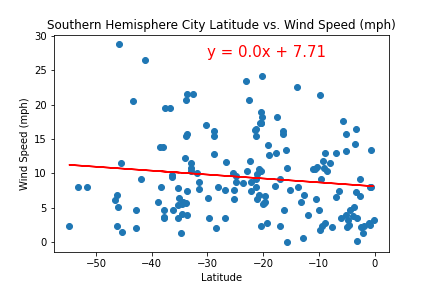 Southern Hemisphere City Latitude vs. Wind Speed (mph)
y = 0.0x + 7.71
30
25
20
15
10
5
0
Wind Speed (mph)
−50 −40 −30 −20 −10 0
Latitude